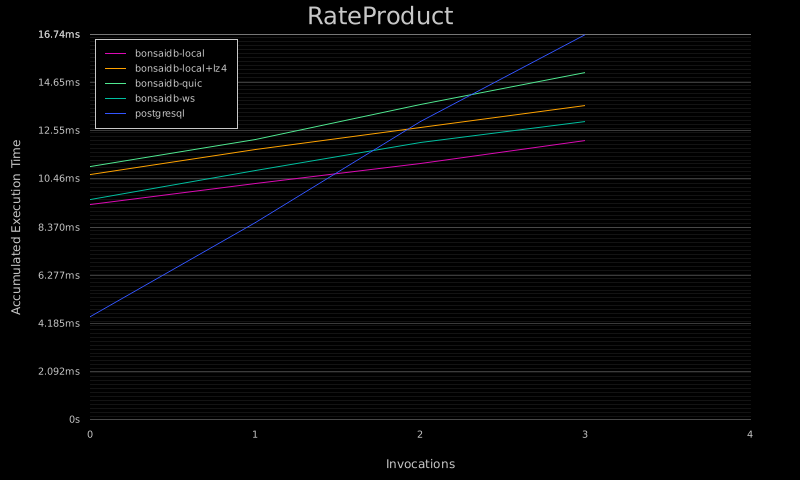 RateProduct
16.74ms
bonsaidb-local
bonsaidb-local+lz4
bonsaidb-quic
bonsaidb-ws
postgresql
14.65ms
12.55ms
10.46ms
8.370ms
6.277ms
4.185ms
2.092ms
0s
Accumulated Execution Time
0 1 2 3 4
Invocations